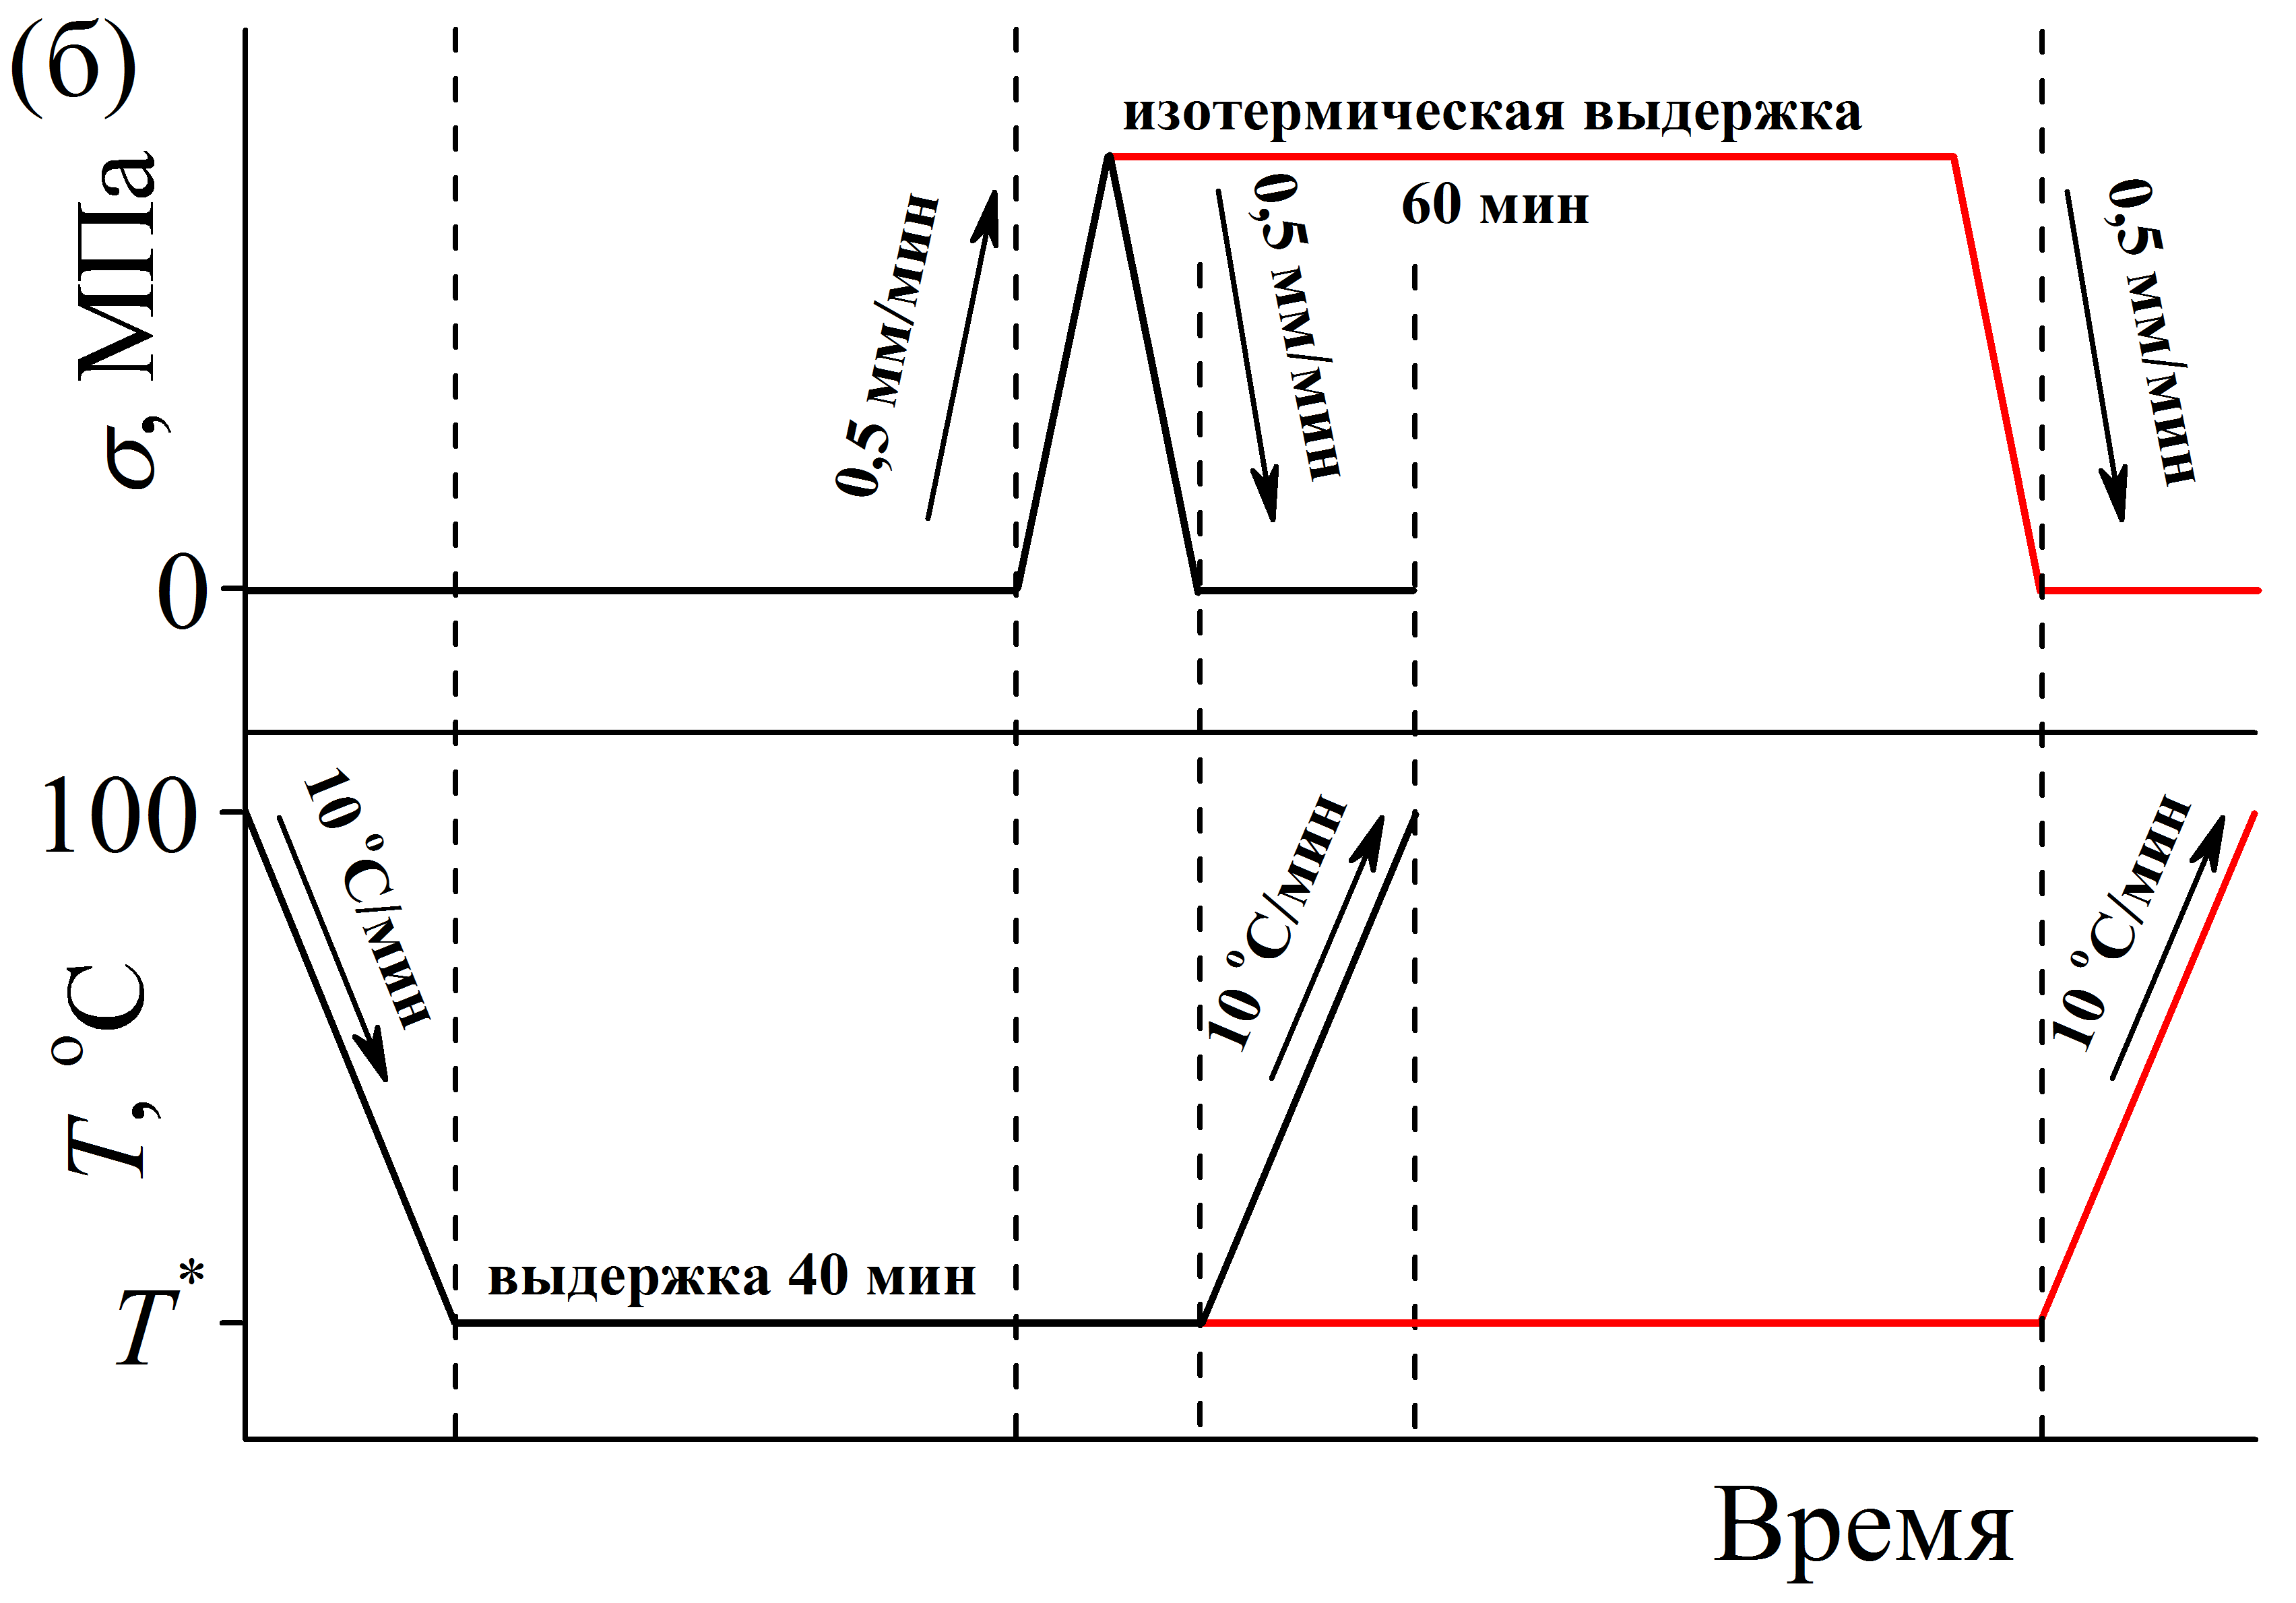 (б)
σ, МПа
0
изотермическая выдержка
60 мин
0,5 мм/мин
0,5 мм/мин
0,5 мм/мин
T, °C
100
T*
10 °C/мин
выдержка 40 мин
10 °C/мин
10 °C/мин
Время